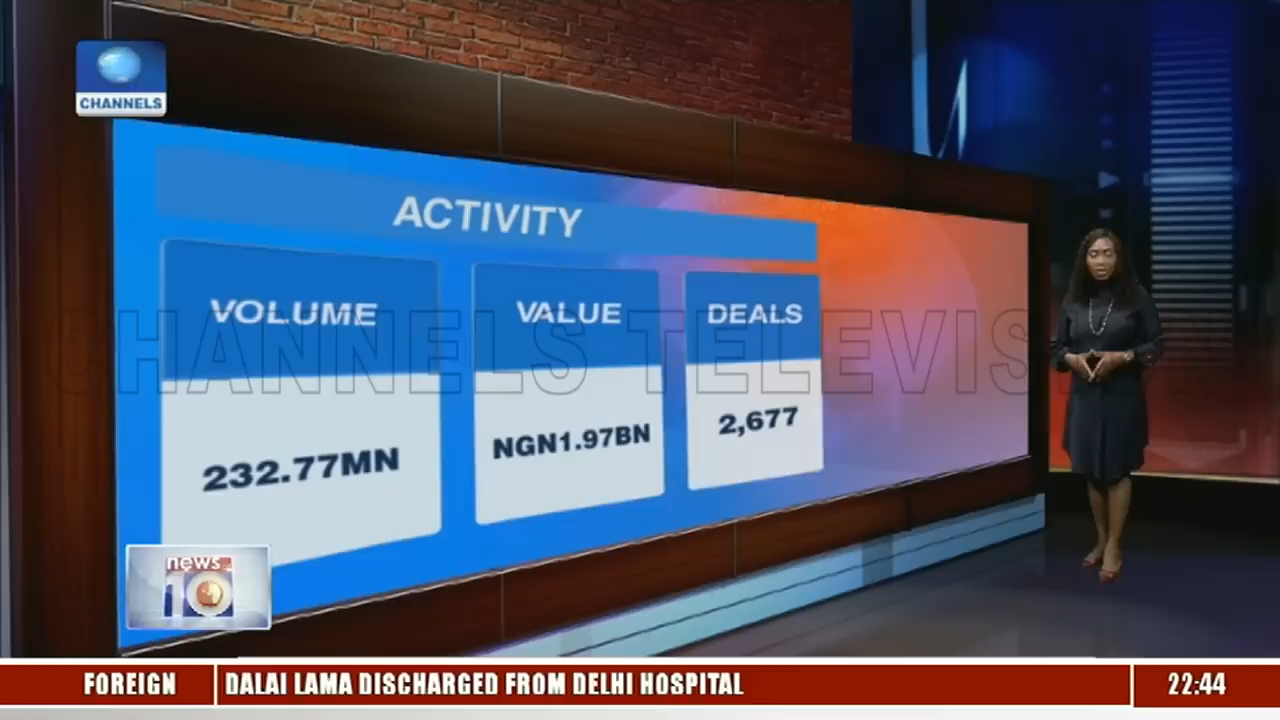 CHANNELS
ACTIVITY
VOLUME
VALUE
DEALS
CHANNELS TELEVIS
232.77MN
NGN1.97BN
2,677
news
10
FOREIGN
DALAI LAMA DISCHARGED FROM DELHI HOSPITAL
22:44